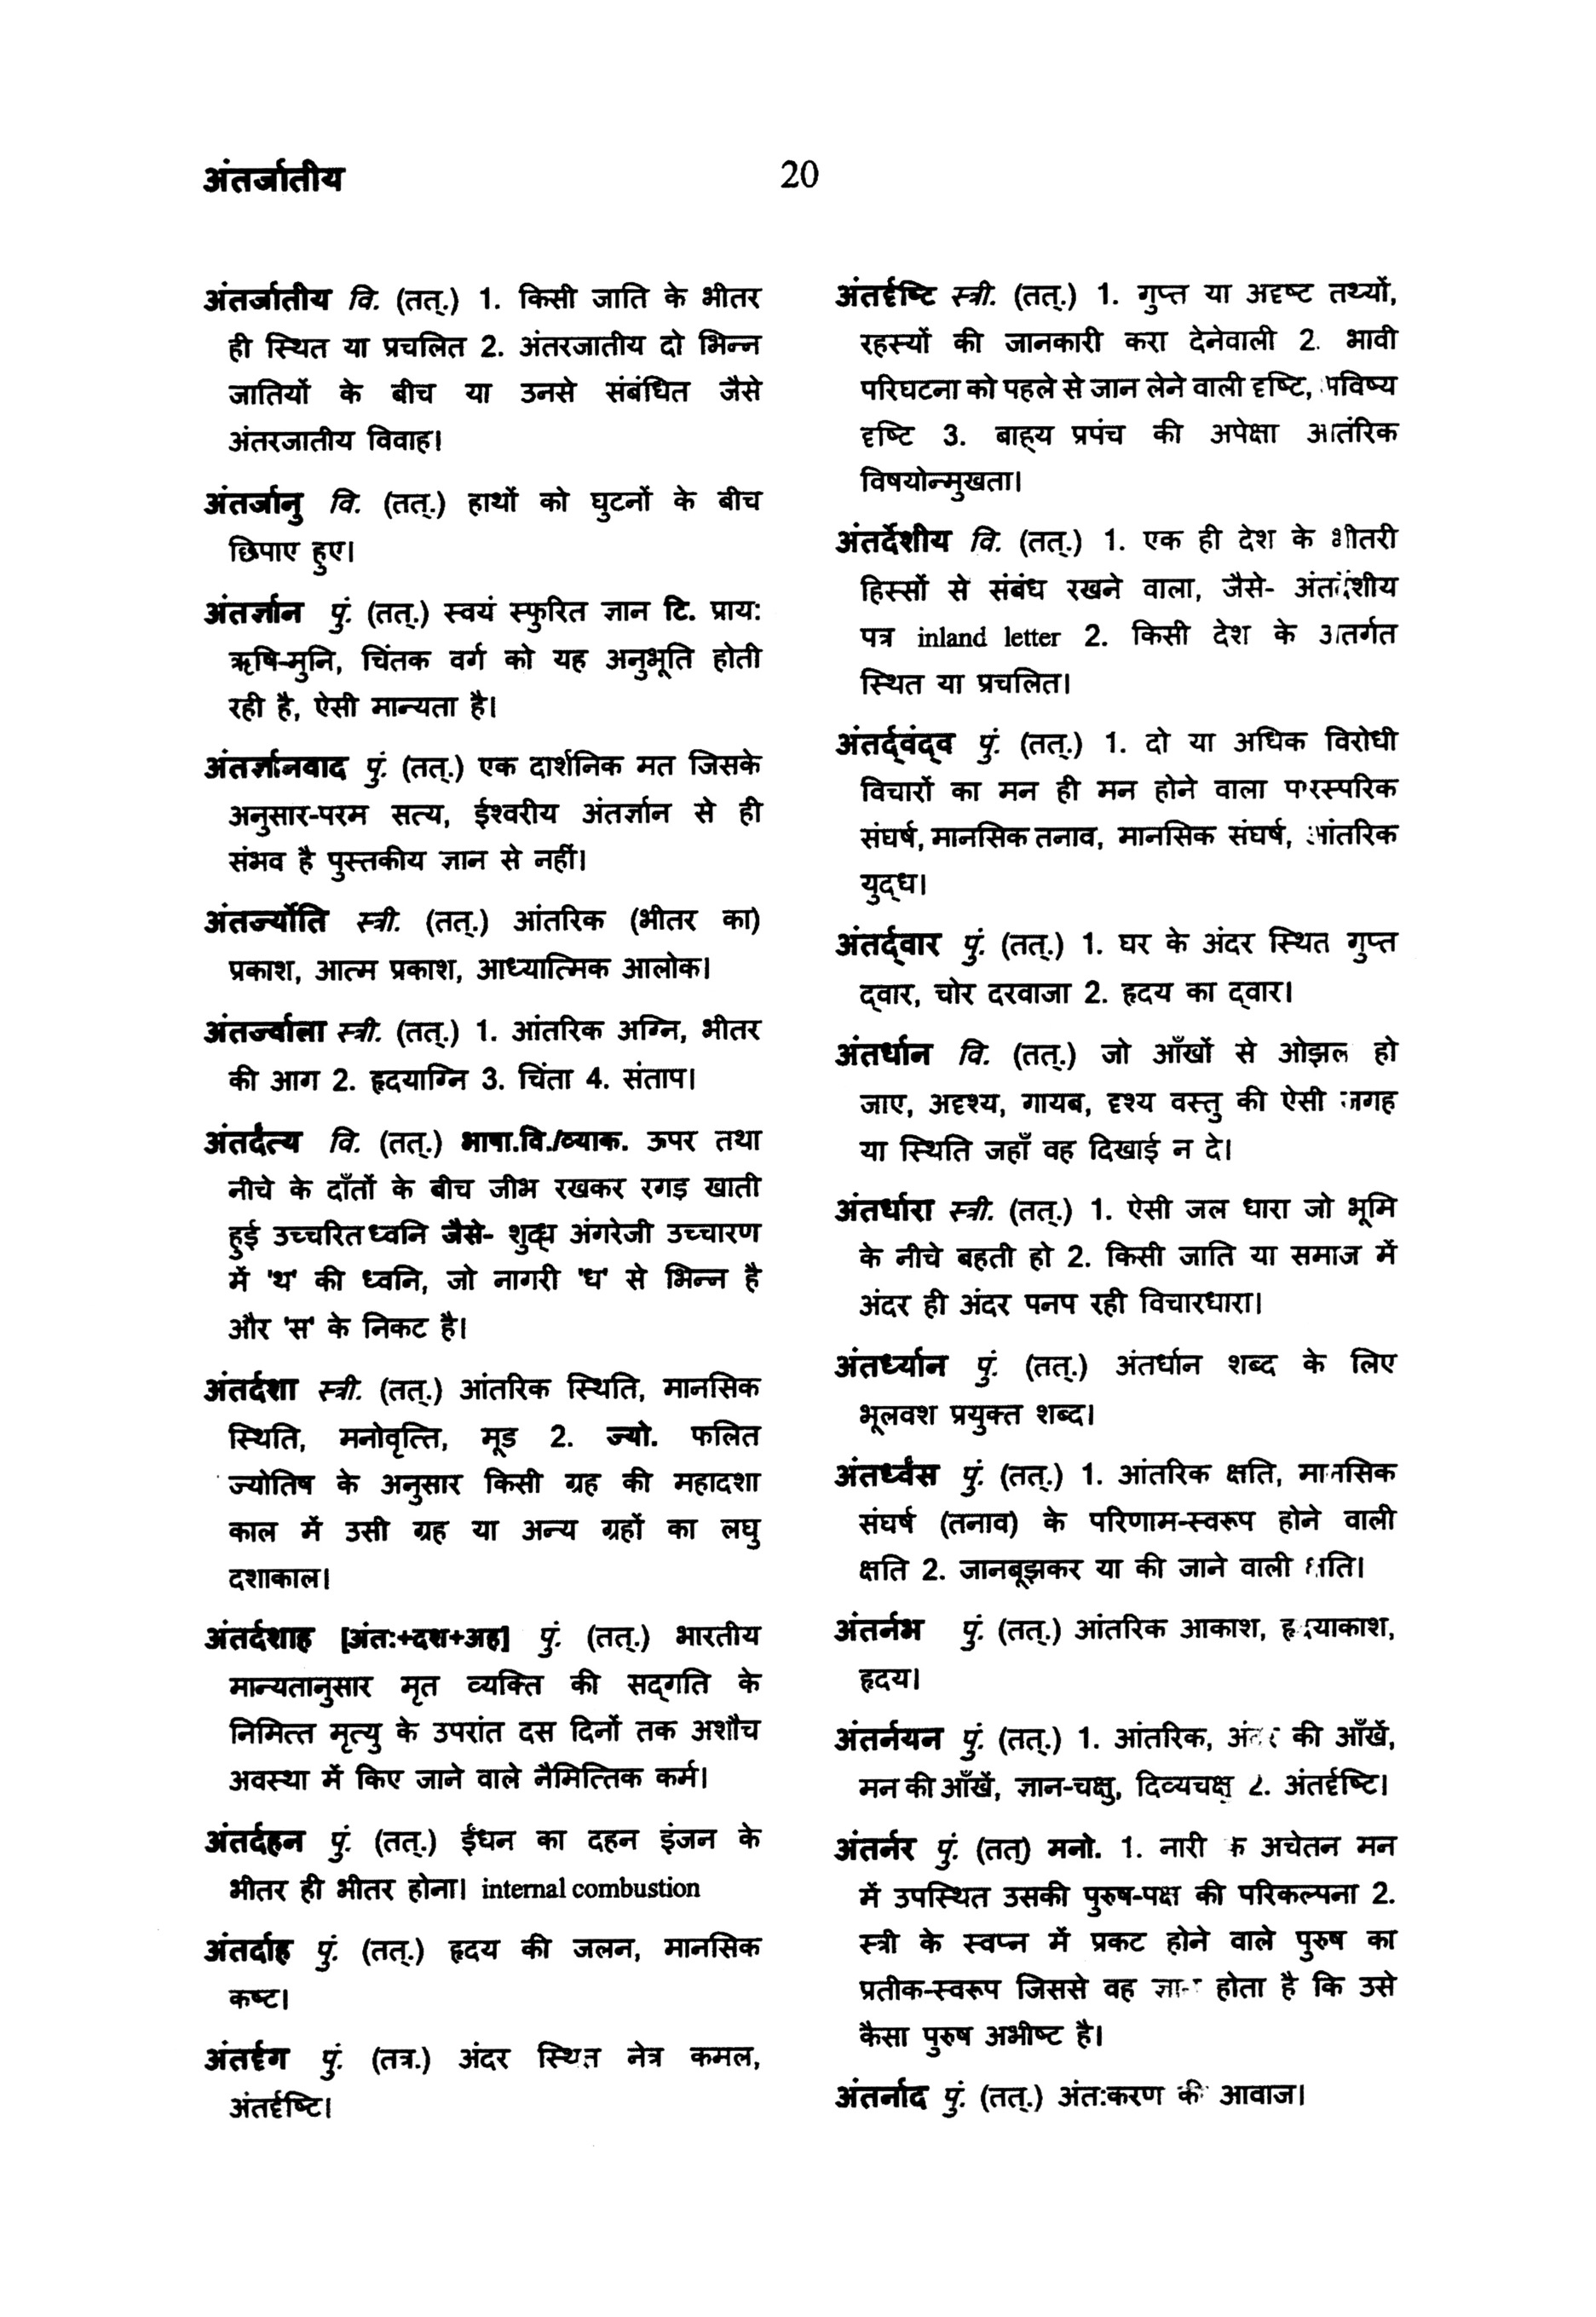 अंतर्जातीय
20
अंतर्जातीय वि. (तत्.) 1. किसी जाति के भीतर
ही स्थित या प्रचलित 2. अंतरजातीय दो भिन्न
जातियों के बीच या उनसे संबंधित जैसे
अंतरजातीय विवाह।
अंतर्जानु वि. (तत्.) हाथों को घुटनों के बीच
छिपाए हुए।
अंतर्ज्ञान पुं. (तत्.) स्वयं स्फुरित ज्ञान टि. प्राय:
ऋषि-मुनि, चिंतक वर्ग को यह अनुभूति होती
रही है, ऐसी मान्यता है।
अंतर्ज्ञानवाद पुं. (तत्.) एक दार्शनिक मत जिसके
अनुसार-परम सत्य, ईश्वरीय अंतर्ज्ञान से ही
संभव है पुस्तकीय ज्ञान से नहीं।
अंतर्ज्योति स्त्री. (तत्.) आंतरिक (भीतर का)
प्रकाश, आत्म प्रकाश, आध्यात्मिक आलोक।
अंतर्ज्वाला स्त्री. (तत्.) 1. आंतरिक अग्नि, भीतर
की आग 2. हृदयाग्नि 3. चिंता 4. संताप।
अंतर्दंत्य वि. (तत्.) भाषा.वि./व्याक. ऊपर तथा
नीचे के दाँतों के बीच जीभ रखकर रगड़ खाती
हुई उच्चरित ध्वनि जैसे- शुद्ध अंगरेजी उच्चारण
में 'थ' की ध्वनि, जो नागरी 'ध' से भिन्न है
और 'स' के निकट है।
अंतर्दशा स्त्री. (तत्.) आंतरिक स्थिति, मानसिक
स्थिति, मनोवृत्ति, मूड 2. ज्यो. फलित
ज्योतिष के अनुसार किसी ग्रह की महादशा
काल में उसी ग्रह या अन्य ग्रहों का लघु
दशाकाल।
अंतर्दशाह [अंत:+दश+अह] पुं. (तत्.) भारतीय
मान्यतानुसार मृत व्यक्ति की सद्गति के
निमित्त मृत्यु के उपरांत दस दिनों तक अशौच
अवस्था में किए जाने वाले नैमित्तिक कर्म।
अंतर्दहन पुं. (तत्.) ईंधन का दहन इंजन के
भीतर ही भीतर होना। internal combustion
अंतर्दाह पुं. (तत्.) हृदय की जलन, मानसिक
कष्ट।
अंतर्दृग पुं. (तत्र.) अंदर स्थित नेत्र कमल,
अंतर्दृष्टि।
अंतर्दृष्टि स्त्री. (तत्.) 1. गुप्त या अदृष्ट तथ्यों,
रहस्यों की जानकारी करा देनेवाली 2. भावी
परिघटना को पहले से जान लेने वाली दृष्टि, भविष्य
दृष्टि 3. बाह्य प्रपंच की अपेक्षा आतंरिक
विषयोन्मुखता।
अंतर्देशीय वि. (तत्.) 1. एक ही देश के भीतरी
हिस्सों से संबंध रखने वाला, जैसे- अंतर्देशीय
पत्र inland letter 2. किसी देश के अंतर्गत
स्थित या प्रचलित।
अंतर्द्वंद्व पुं. (तत्.) 1. दो या अधिक विरोधी
विचारों का मन ही मन होने वाला पारस्परिक
संघर्ष, मानसिक तनाव, मानसिक संघर्ष, आंतरिक
युद्ध।
अंतर्द्वार पुं. (तत्.) 1. घर के अंदर स्थित गुप्त
द्वार, चोर दरवाजा 2. हृदय का द्वार।
अंतर्धान वि. (तत्.) जो आँखों से ओझल हो
जाए, अदृश्य, गायब, दृश्य वस्तु की ऐसी जगह
या स्थिति जहाँ वह दिखाई न दे।
अंतर्धारा स्त्री. (तत्.) 1. ऐसी जल धारा जो भूमि
के नीचे बहती हो 2. किसी जाति या समाज में
अंदर ही अंदर पनप रही विचारधारा।
अंतर्ध्यान पुं. (तत्.) अंतर्धान शब्द के लिए
भूलवश प्रयुक्त शब्द।
अंतर्ध्वंस पुं. (तत्.) 1. आंतरिक क्षति, मानसिक
संघर्ष (तनाव) के परिणाम-स्वरूप होने वाली
क्षति 2. जानबूझकर या की जाने वाली क्षति।
अंतर्नभ पुं. (तत्.) आंतरिक आकाश, हृदयाकाश,
हृदय।
अंतर्नयन पुं. (तत्.) 1. आंतरिक, अंदर की आँखें,
मन की आँखें, ज्ञान-चक्षु, दिव्यचक्षु 2. अंतर्दृष्टि।
अंतर्नर पुं. (तत्) मनो. 1. नारी के अचेतन मन
में उपस्थित उसकी पुरुष-पक्ष की परिकल्पना 2.
स्त्री के स्वप्न में प्रकट होने वाले पुरुष का
प्रतीक-स्वरूप जिससे वह ज्ञात होता है कि उसे
कैसा पुरुष अभीष्ट है।
अंतर्नाद पुं. (तत्.) अंत:करण की आवाज।